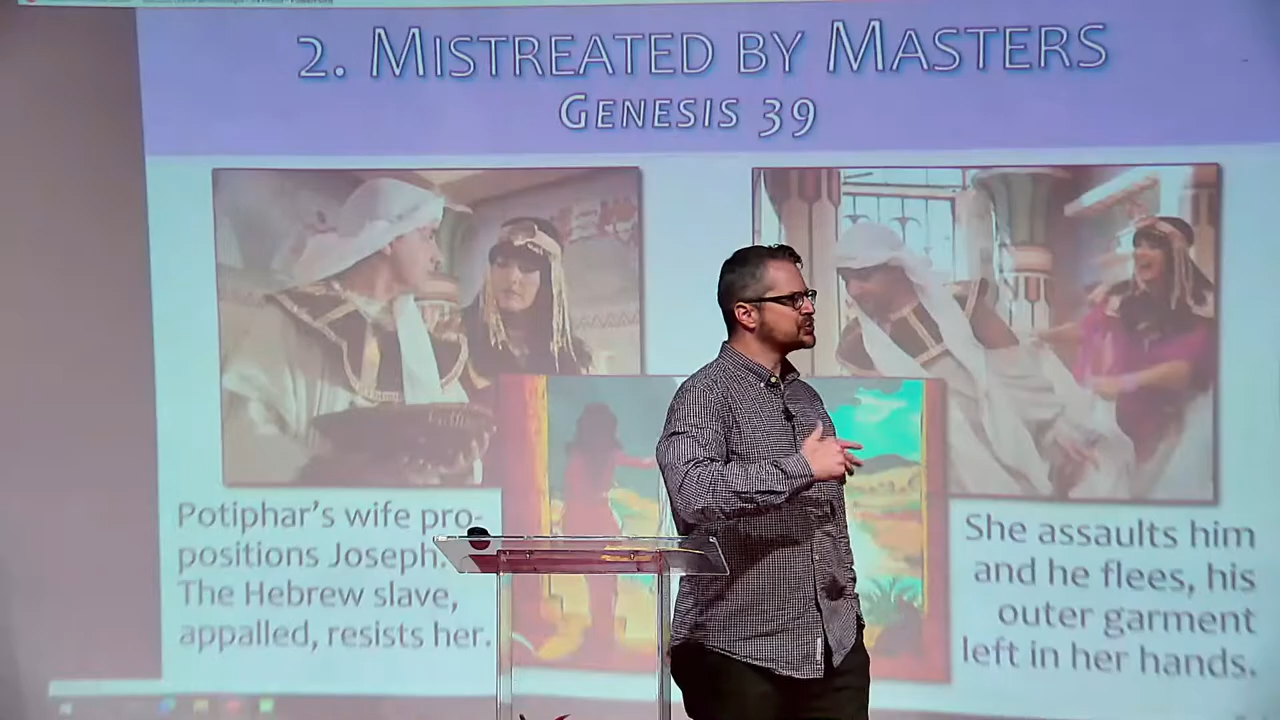 2. MISTREATED BY MASTERS
GENESIS 39
Potiphar's wife pro-
positions Joseph.
The Hebrew slave,
appalled, resists her.
She assaults him
and he flees, his
outer garment
left in her hands.